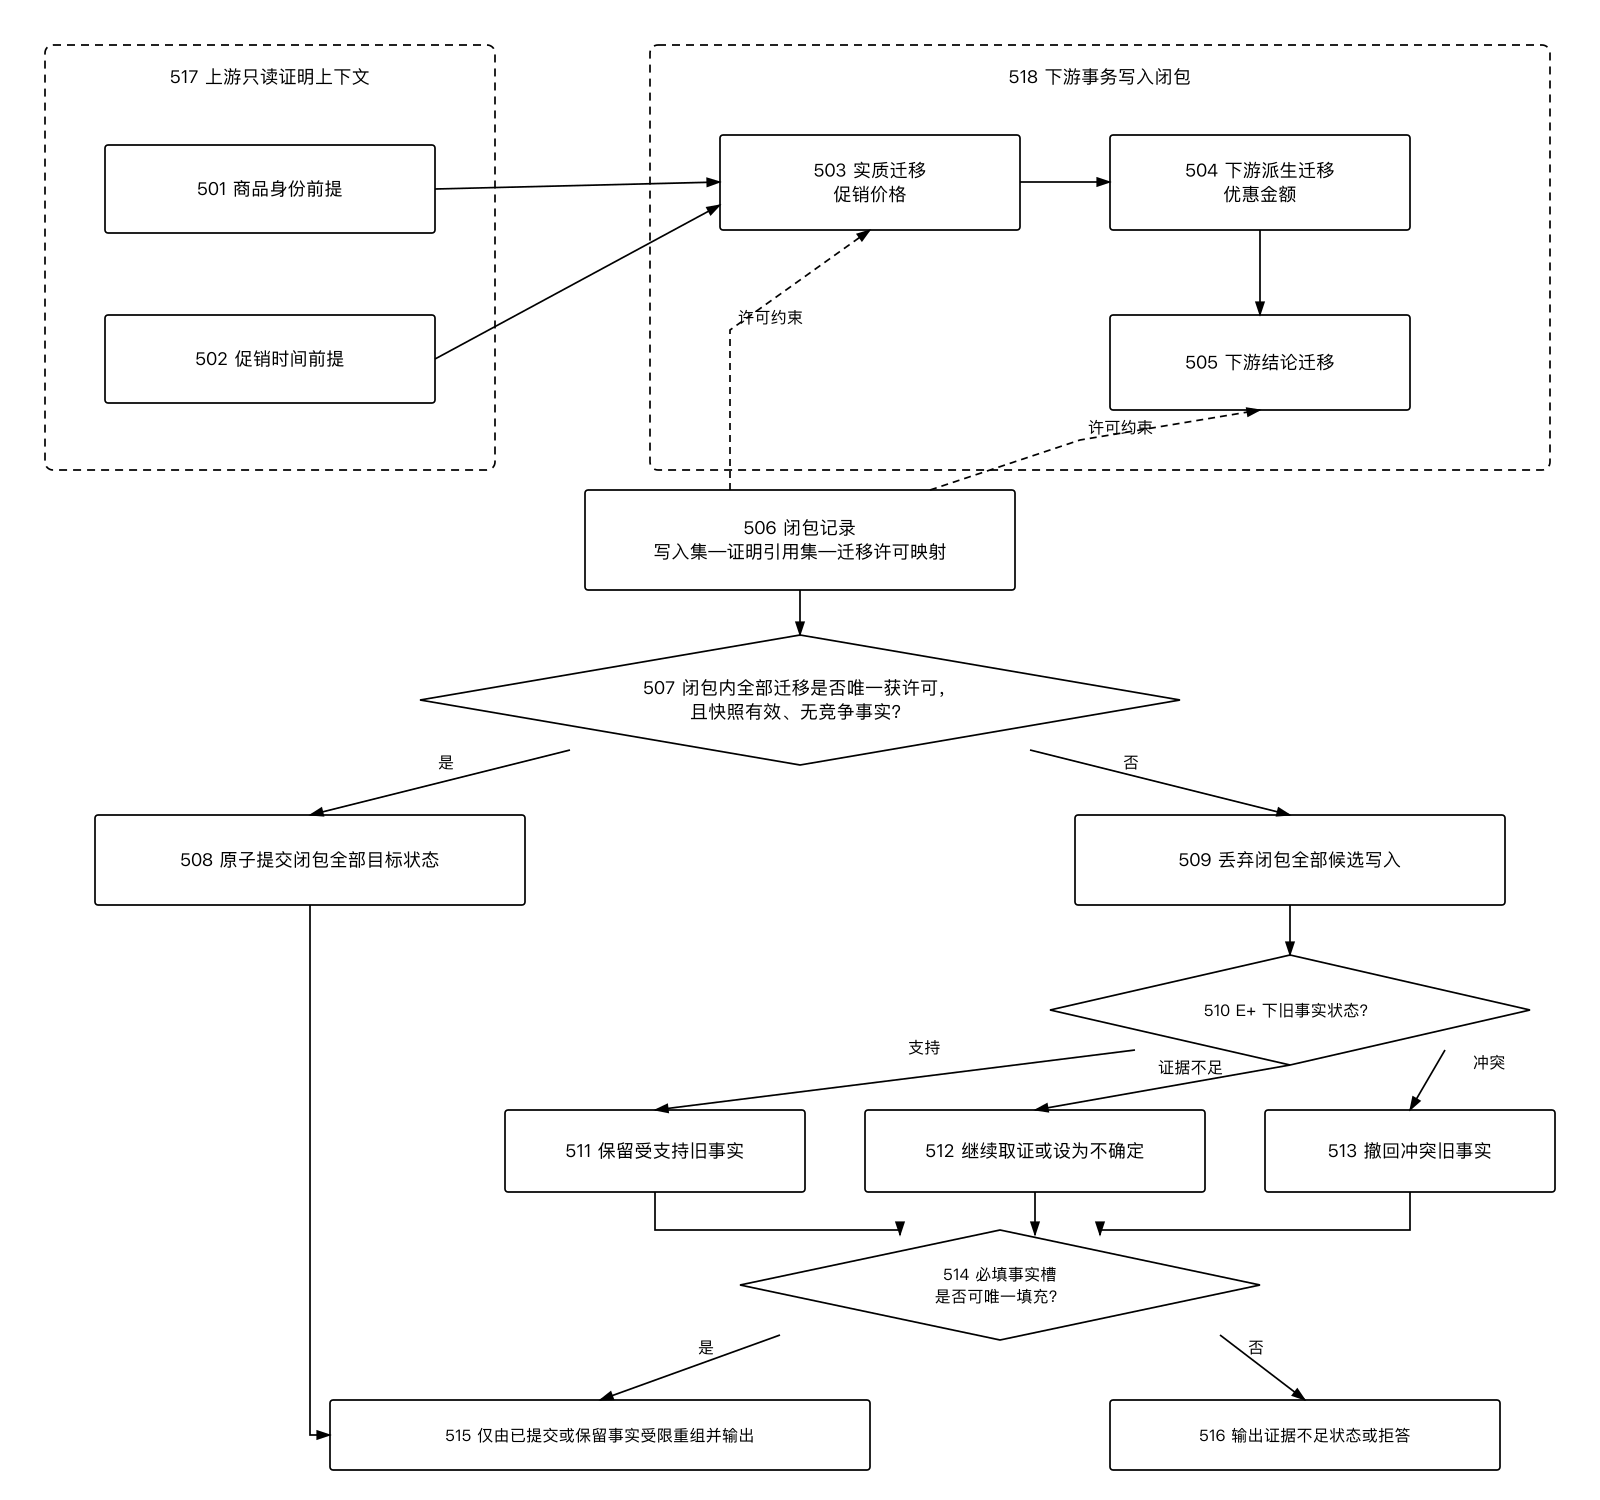 517 上游只读证明上下文
518 下游事务写入闭包
501 商品身份前提
503 实质迁移
促销价格
504 下游派生迁移
优惠金额
502 促销时间前提
许可约束
505 下游结论迁移
许可约束
506 闭包记录
写入集—证明引用集—迁移许可映射
507 闭包内全部迁移是否唯一获许可，
且快照有效、无竞争事实?
是
否
508 原子提交闭包全部目标状态
509 丢弃闭包全部候选写入
510 E+ 下旧事实状态?
支持
证据不足
冲突
511 保留受支持旧事实
512 继续取证或设为不确定
513 撤回冲突旧事实
514 必填事实槽
是否可唯一填充?
是
否
515 仅由已提交或保留事实受限重组并输出
516 输出证据不足状态或拒答